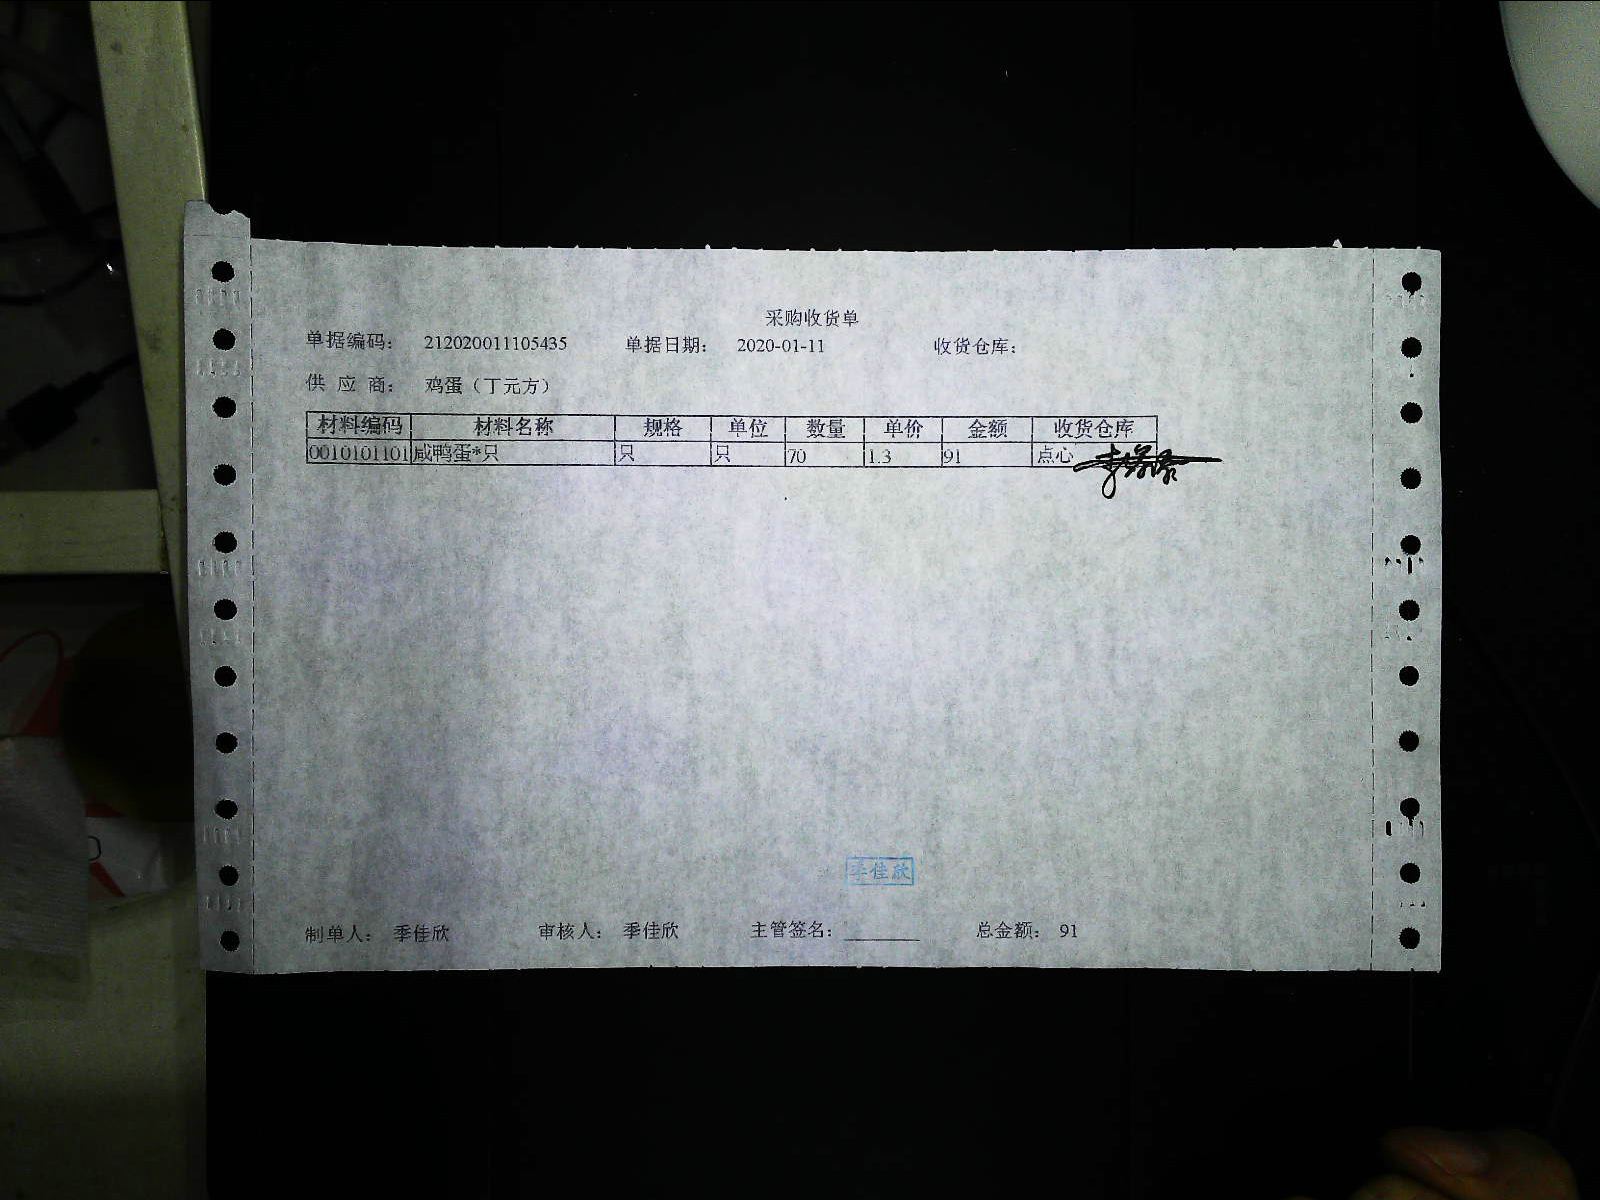 采购收货单
单据编码： 212020011105435 单据日期： 2020-01-11 收货仓库：
供 应 商： 鸡蛋（丁元方）
材料编码 材料名称 规格 单位 数量 单价 金额 收货仓库
0010101101 咸鸭蛋*只 只 只 70 1.3 91 点心
季佳欣
制单人： 季佳欣 审核人： 季佳欣 主管签名： 总金额： 91